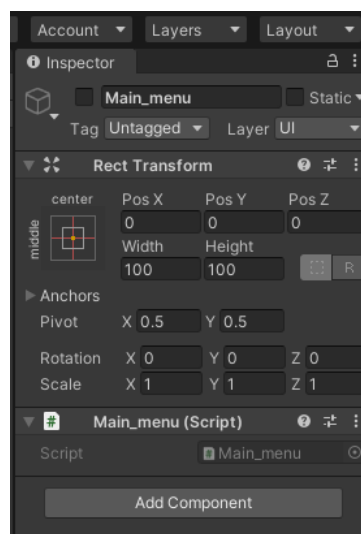 Account Layers Layout
Inspector
Main_menu Static
Tag Untagged Layer UI
Rect Transform
center Pos X Pos Y Pos Z
middle 0 0 0
Width Height
100 100 R
Anchors
Pivot X 0.5 Y 0.5
Rotation X 0 Y 0 Z 0
Scale X 1 Y 1 Z 1
# Main_menu (Script)
Script # Main_menu
Add Component